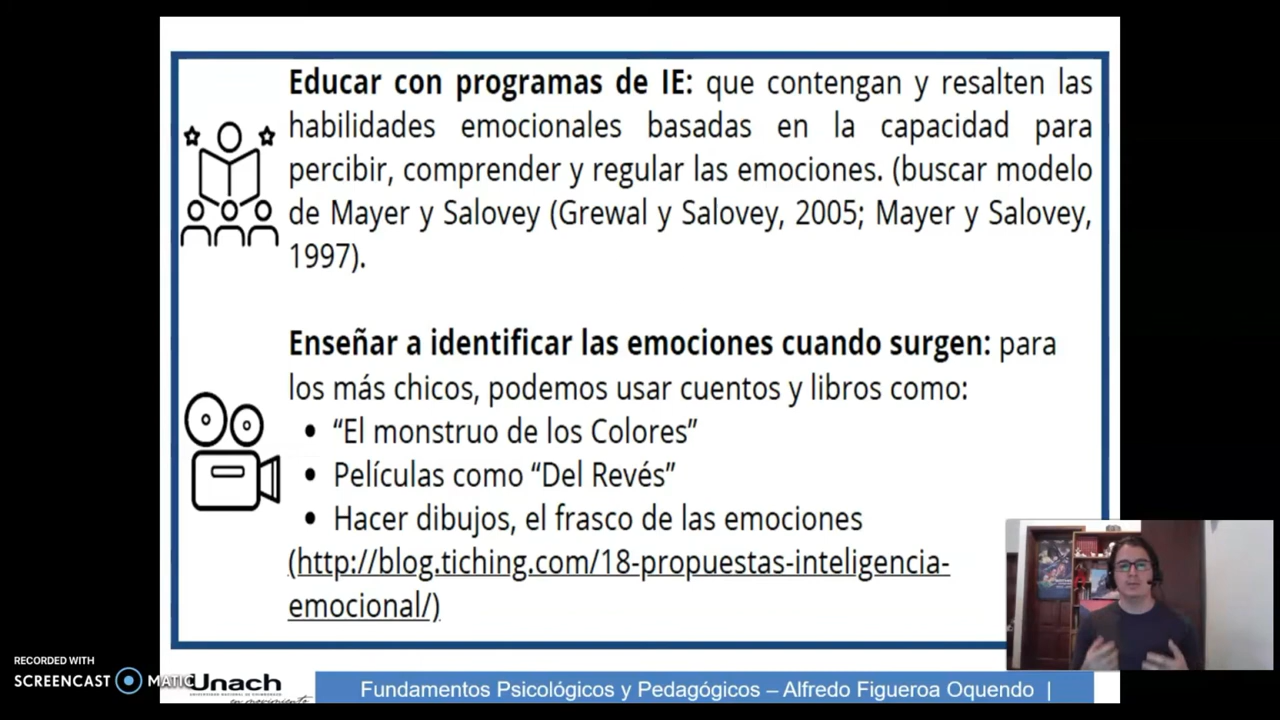 Educar con programas de IE: que contengan y resalten las
habilidades emocionales basadas en la capacidad para
percibir, comprender y regular las emociones. (buscar modelo
de Mayer y Salovey (Grewal y Salovey, 2005; Mayer y Salovey,
1997).
Enseñar a identificar las emociones cuando surgen: para
los más chicos, podemos usar cuentos y libros como:
• “El monstruo de los Colores”
• Películas como “Del Revés”
• Hacer dibujos, el frasco de las emociones
(http://blog.tiching.com/18-propuestas-inteligencia-
emocional/)
RECORDED WITH
SCREENCAST MATIC
Unach
en movimiento
Fundamentos Psicológicos y Pedagógicos – Alfredo Figueroa Oquendo |